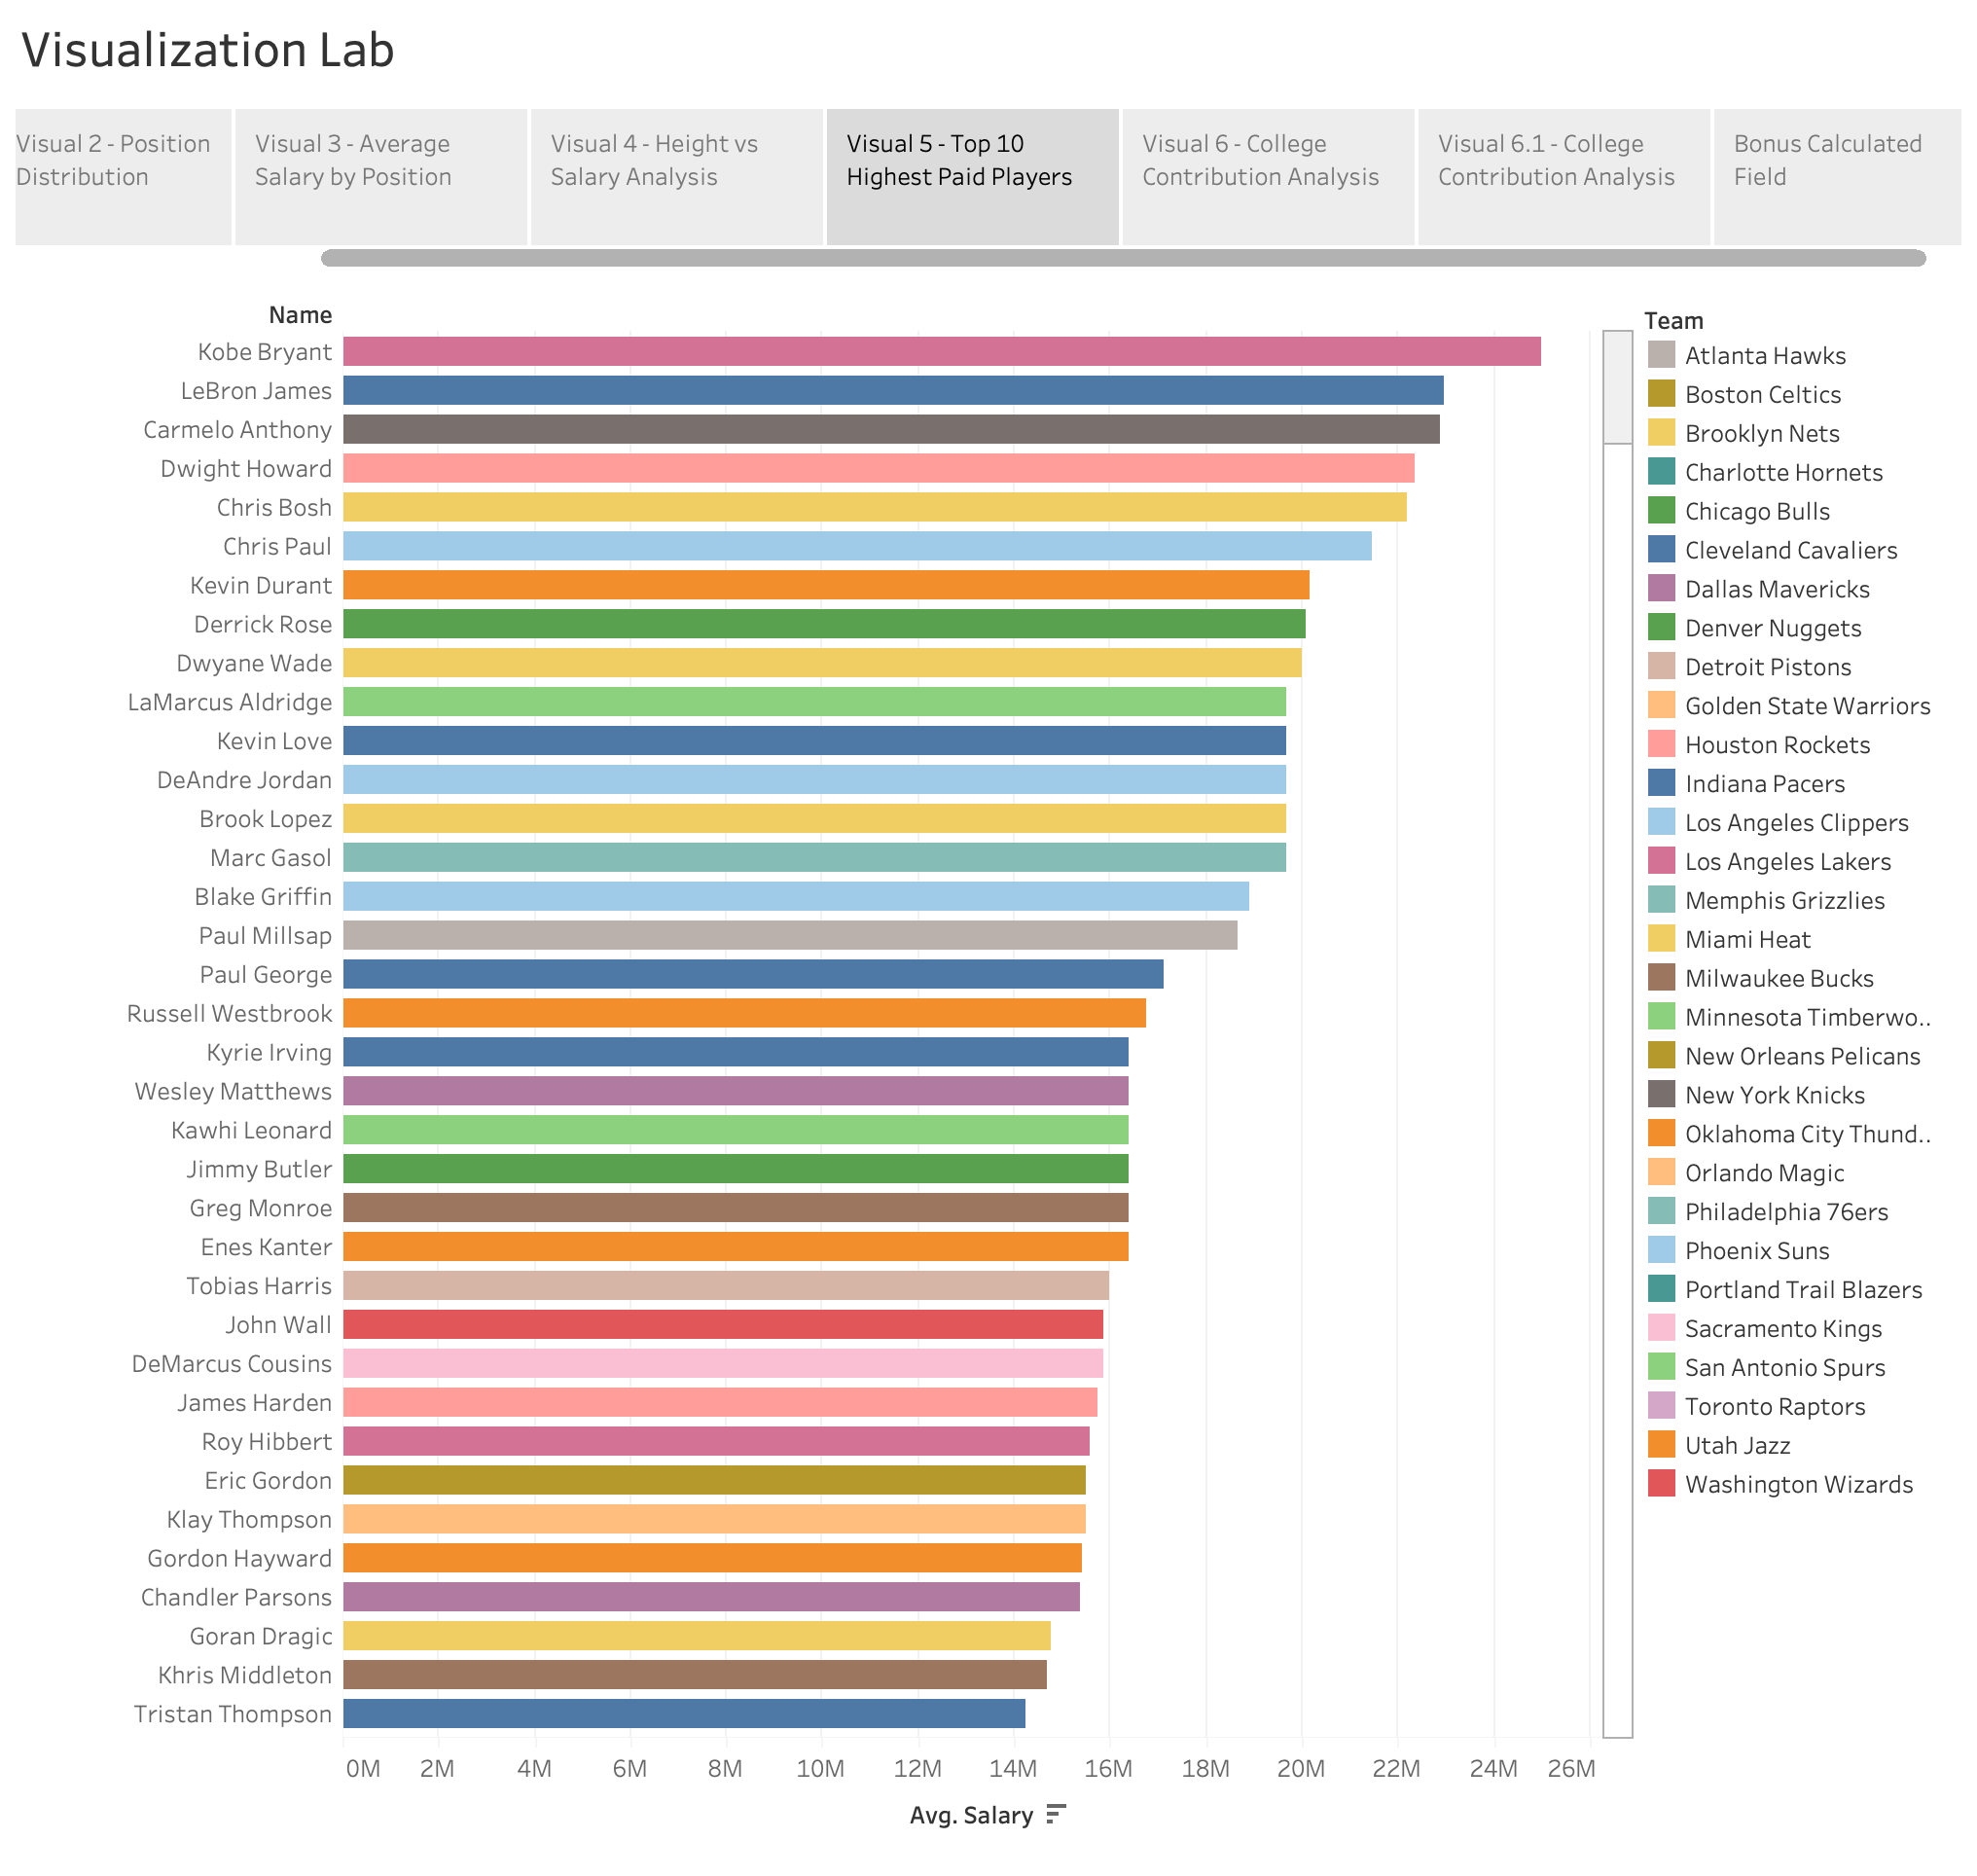 Visualization Lab
Visual 2 - Position
Distribution
Visual 3 - Average
Salary by Position
Visual 4 - Height vs
Salary Analysis
Visual 5 - Top 10
Highest Paid Players
Visual 6 - College
Contribution Analysis
Visual 6.1 - College
Contribution Analysis
Bonus Calculated
Field
Name
Kobe Bryant
LeBron James
Carmelo Anthony
Dwight Howard
Chris Bosh
Chris Paul
Kevin Durant
Derrick Rose
Dwyane Wade
LaMarcus Aldridge
Kevin Love
DeAndre Jordan
Brook Lopez
Marc Gasol
Blake Griffin
Paul Millsap
Paul George
Russell Westbrook
Kyrie Irving
Wesley Matthews
Kawhi Leonard
Jimmy Butler
Greg Monroe
Enes Kanter
Tobias Harris
John Wall
DeMarcus Cousins
James Harden
Roy Hibbert
Eric Gordon
Klay Thompson
Gordon Hayward
Chandler Parsons
Goran Dragic
Khris Middleton
Tristan Thompson
0M 2M 4M 6M 8M 10M 12M 14M 16M 18M 20M 22M 24M 26M
Avg. Salary
Team
Atlanta Hawks
Boston Celtics
Brooklyn Nets
Charlotte Hornets
Chicago Bulls
Cleveland Cavaliers
Dallas Mavericks
Denver Nuggets
Detroit Pistons
Golden State Warriors
Houston Rockets
Indiana Pacers
Los Angeles Clippers
Los Angeles Lakers
Memphis Grizzlies
Miami Heat
Milwaukee Bucks
Minnesota Timberwo..
New Orleans Pelicans
New York Knicks
Oklahoma City Thund..
Orlando Magic
Philadelphia 76ers
Phoenix Suns
Portland Trail Blazers
Sacramento Kings
San Antonio Spurs
Toronto Raptors
Utah Jazz
Washington Wizards